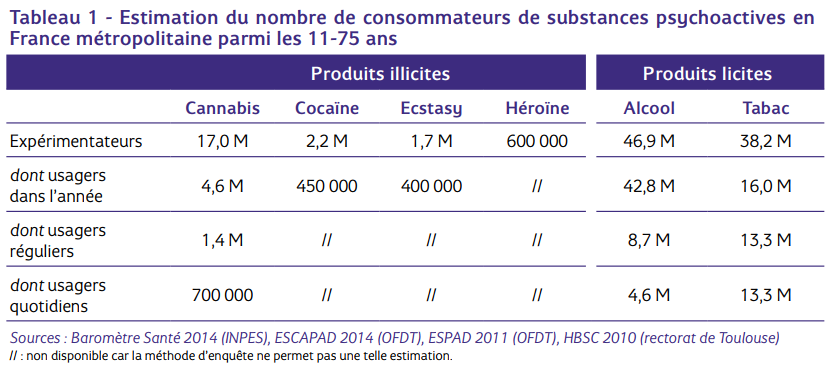 Tableau 1 - Estimation du nombre de consommateurs de substances psychoactives en
France métropolitaine parmi les 11-75 ans
Produits illicites Produits licites
Cannabis Cocaïne Ecstasy Héroïne Alcool Tabac
Expérimentateurs 17,0 M 2,2 M 1,7 M 600 000 46,9 M 38,2 M
dont usagers
dans l'année 4,6 M 450 000 400 000 // 42,8 M 16,0 M
dont usagers
réguliers 1,4 M // // // 8,7 M 13,3 M
dont usagers
quotidiens 700 000 // // // 4,6 M 13,3 M
Sources : Baromètre Santé 2014 (INPES), ESCAPAD 2014 (OFDT), ESPAD 2011 (OFDT), HBSC 2010 (rectorat de Toulouse)
// : non disponible car la méthode d'enquête ne permet pas une telle estimation.